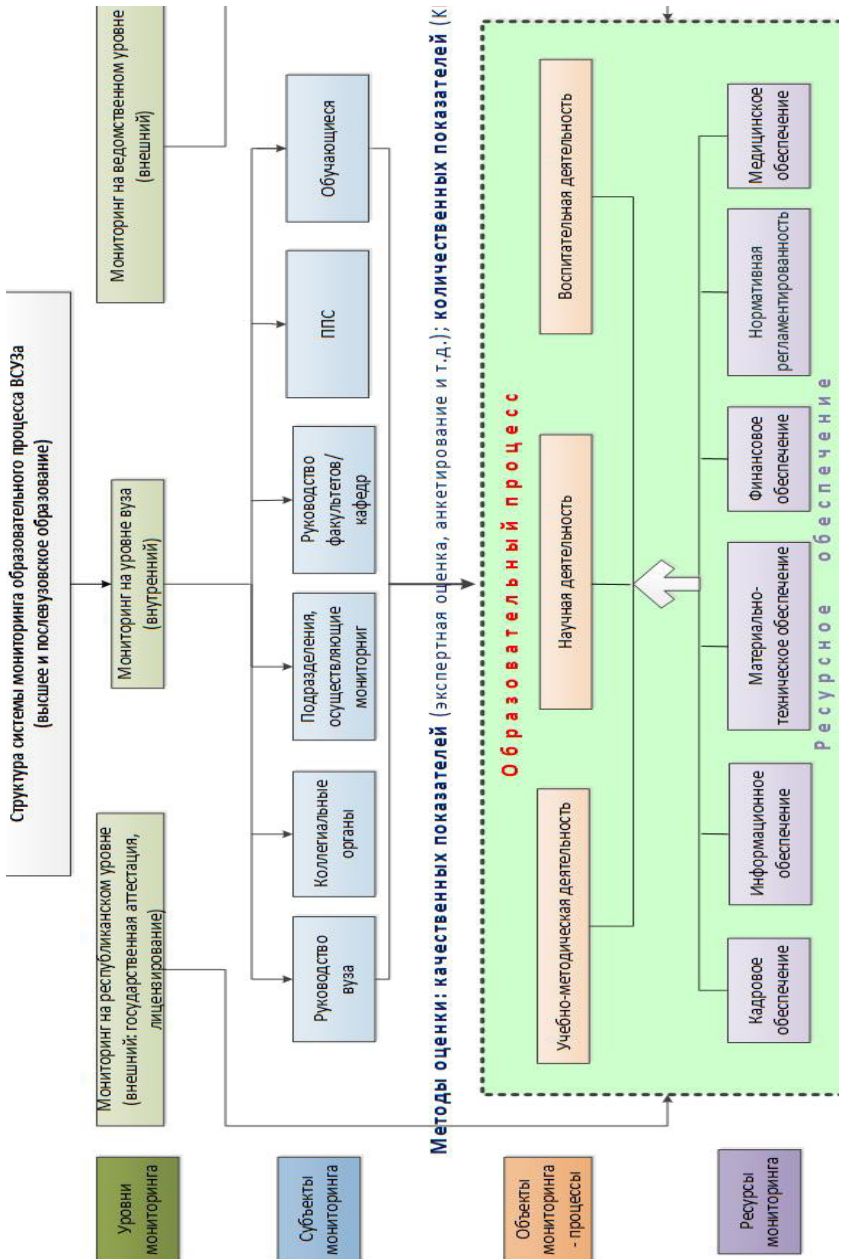 Структура системы мониторинга образовательного процесса ВСУЗа
(высшее и послевузовское образование)
Уровни
мониторинга
Мониторинг на республиканском уровне
(внешний: государственная аттестация,
лицензирование)
Мониторинг на уровне вуза
(внутренний)
Мониторинг на ведомственном уровне
(внешний)
Субъекты
мониторинга
Руководство
вуза
Коллегиальные
органы
Подразделения,
осуществляющие
мониторниг
Руководство
факультетов/
кафедр
ППС
Обучающиеся
Методы оценки: качественных показателей (экспертная оценка, анкетирование и т.д.); количественных показателей (К
Объекты
мониторинга
- процессы
Образовательный процесс
Учебно-методическая деятельность
Научная деятельность
Воспитательная деятельность
Ресурсы
мониторинга
Кадровое
обеспечение
Информационное
обеспечение
Материально-
техническое обеспечение
Финансовое
обеспечение
Нормативная
регламентированность
Медицинское
обеспечение
Ресурсное обеспечение